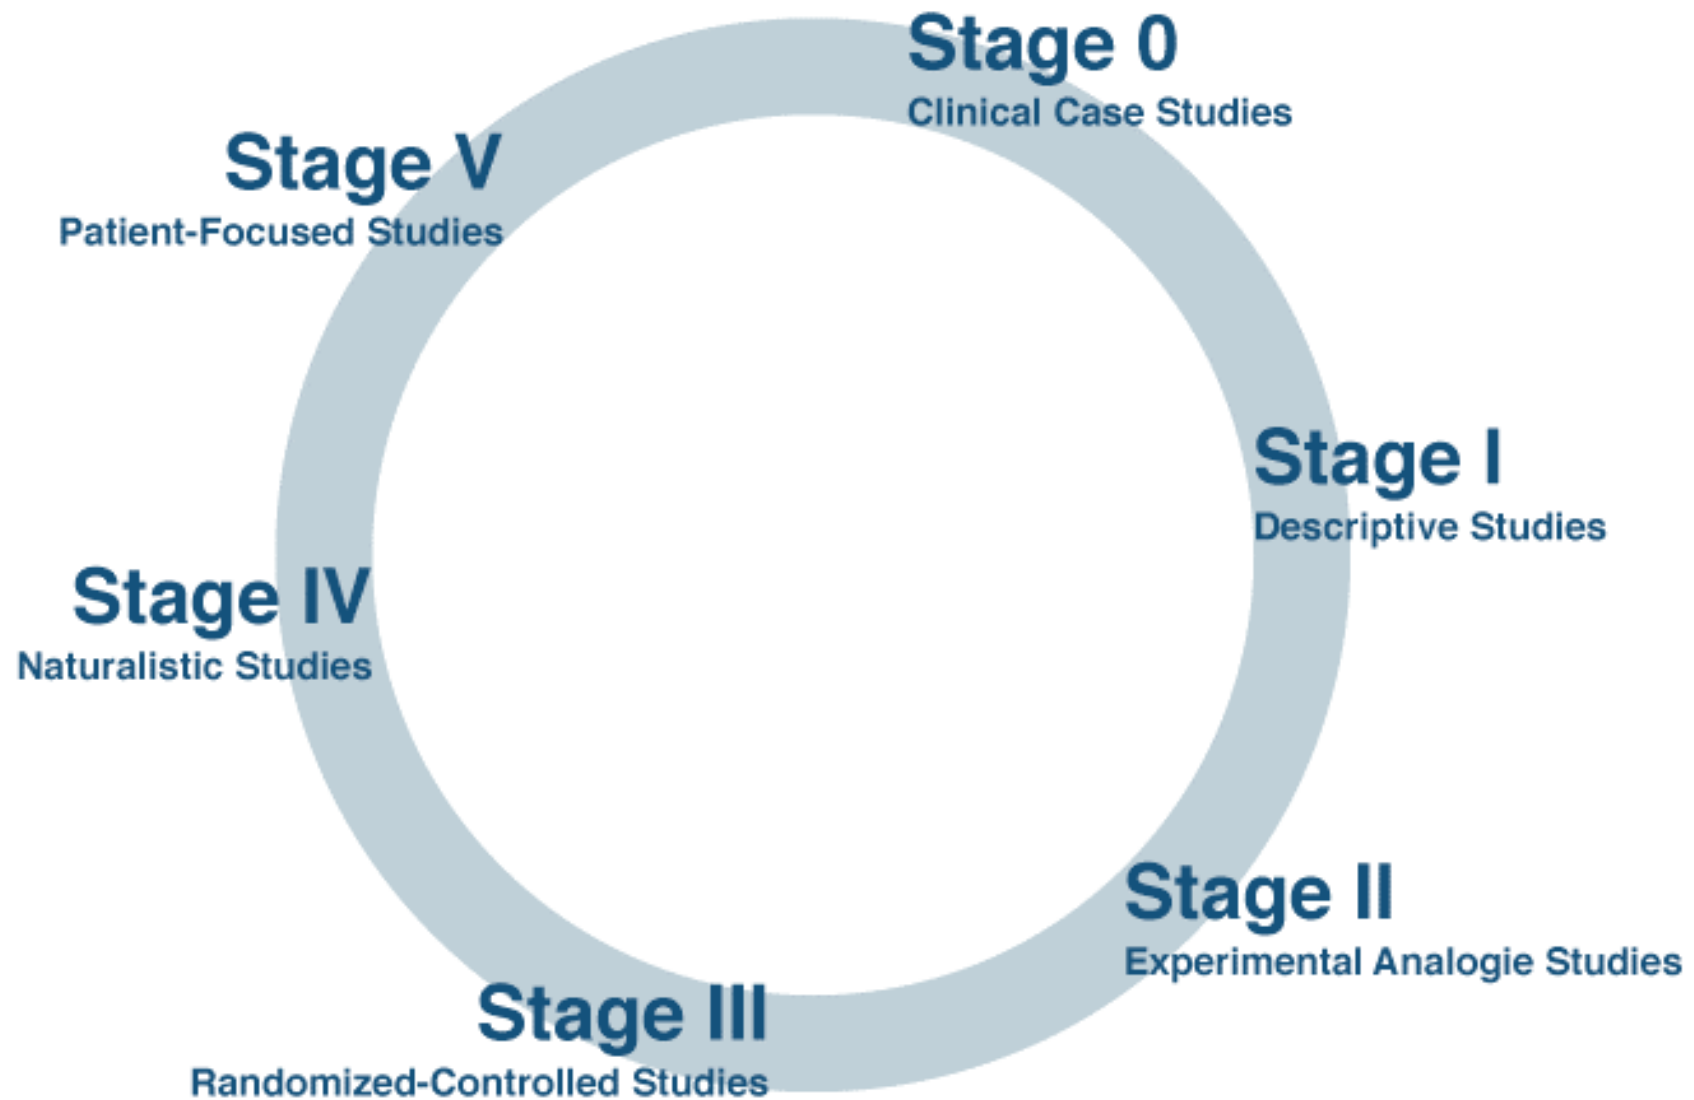 Stage 0
Clinical Case Studies
Stage I
Descriptive Studies
Stage II
Experimental Analogie Studies
Stage III
Randomized-Controlled Studies
Stage IV
Naturalistic Studies
Stage V
Patient-Focused Studies